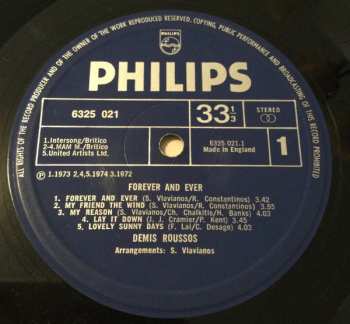 ALL RIGHTS OF THE RECORD PRODUCER AND OF THE OWNER OF THE WORK REPRODUCED RESERVED. COPYING, PUBLIC PERFORMANCE AND BROADCASTING OF THIS RECORD PROHIBITED
PHILIPS
6325 021
33 1/3
STEREO
1.Intersong/Britico
2-4.MAM M./Britico
5.United Artists Ltd.
6325 021.1
Made in England
1
Ⓟ 1.1973 2,4,5.1974 3.1972
FOREVER AND EVER
1. FOREVER AND EVER (S. Vlavianos/R. Constantinos) 3.42
2. MY FRIEND THE WIND (S. Vlavianos/R. Constantinos) 3.55
3. MY REASON (S. Vlavianos/Ch. Chalkitis/H. Banks) 4.03
4. LAY IT DOWN (J. J. Cramier/P. Kent) 3.04
5. LOVELY SUNNY DAYS (F. Lai/C. Desage) 4.03
DEMIS ROUSSOS
Arrangements: S. Vlavianos